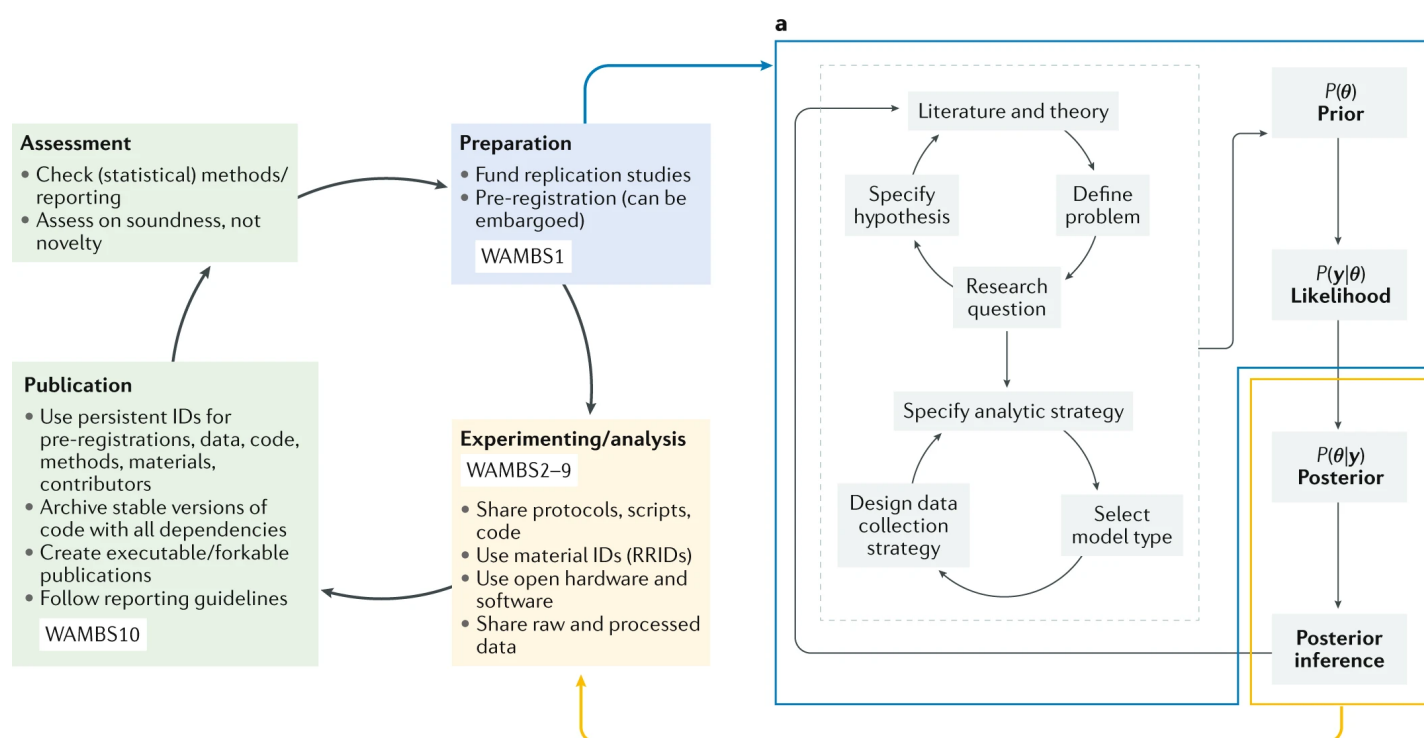 a
Assessment
• Check (statistical) methods/
reporting
• Assess on soundness, not
novelty
Preparation
• Fund replication studies
• Pre-registration (can be
embargoed)
WAMBS1
Publication
• Use persistent IDs for
pre-registrations, data, code,
methods, materials,
contributors
• Archive stable versions of
code with all dependencies
• Create executable/forkable
publications
• Follow reporting guidelines
WAMBS10
Experimenting/analysis
WAMBS2–9
• Share protocols, scripts,
code
• Use material IDs (RRIDs)
• Use open hardware and
software
• Share raw and processed
data
Literature and theory
Specify
hypothesis
Define
problem
Research
question
Specify analytic strategy
Design data
collection
strategy
Select
model type
P(θ)
Prior
P(y|θ)
Likelihood
P(θ|y)
Posterior
Posterior
inference